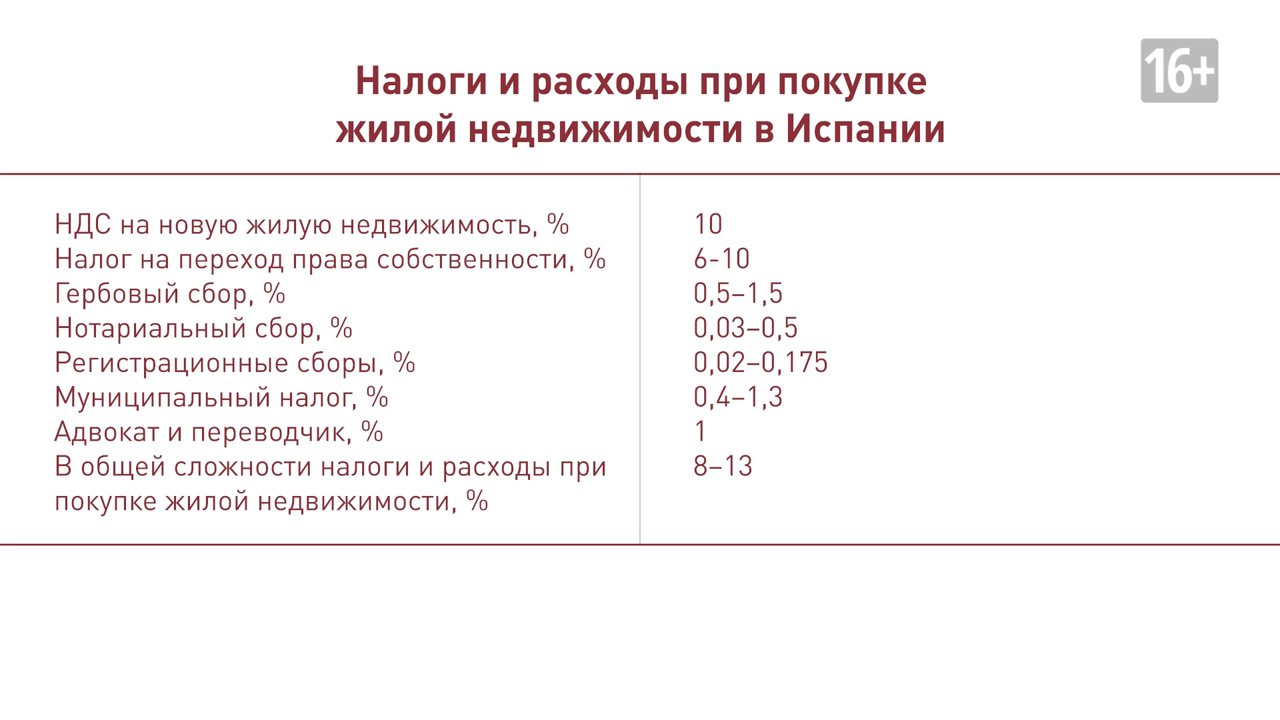 16+
Налоги и расходы при покупке
жилой недвижимости в Испании
НДС на новую жилую недвижимость, % 10
Налог на переход права собственности, % 6-10
Гербовый сбор, % 0,5–1,5
Нотариальный сбор, % 0,03–0,5
Регистрационные сборы, % 0,02–0,175
Муниципальный налог, % 0,4–1,3
Адвокат и переводчик, % 1
В общей сложности налоги и расходы при 8–13
покупке жилой недвижимости, %